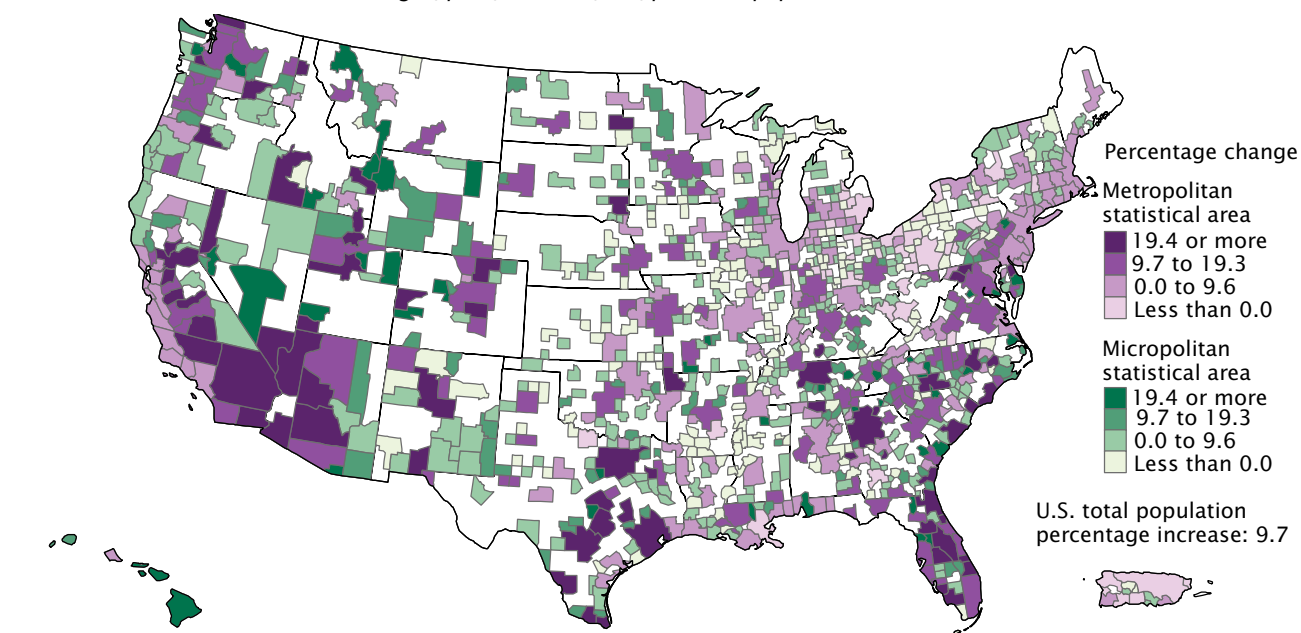 Percentage change
Metropolitan
statistical area
19.4 or more
9.7 to 19.3
0.0 to 9.6
Less than 0.0
Micropolitan
statistical area
19.4 or more
9.7 to 19.3
0.0 to 9.6
Less than 0.0
U.S. total population
percentage increase: 9.7